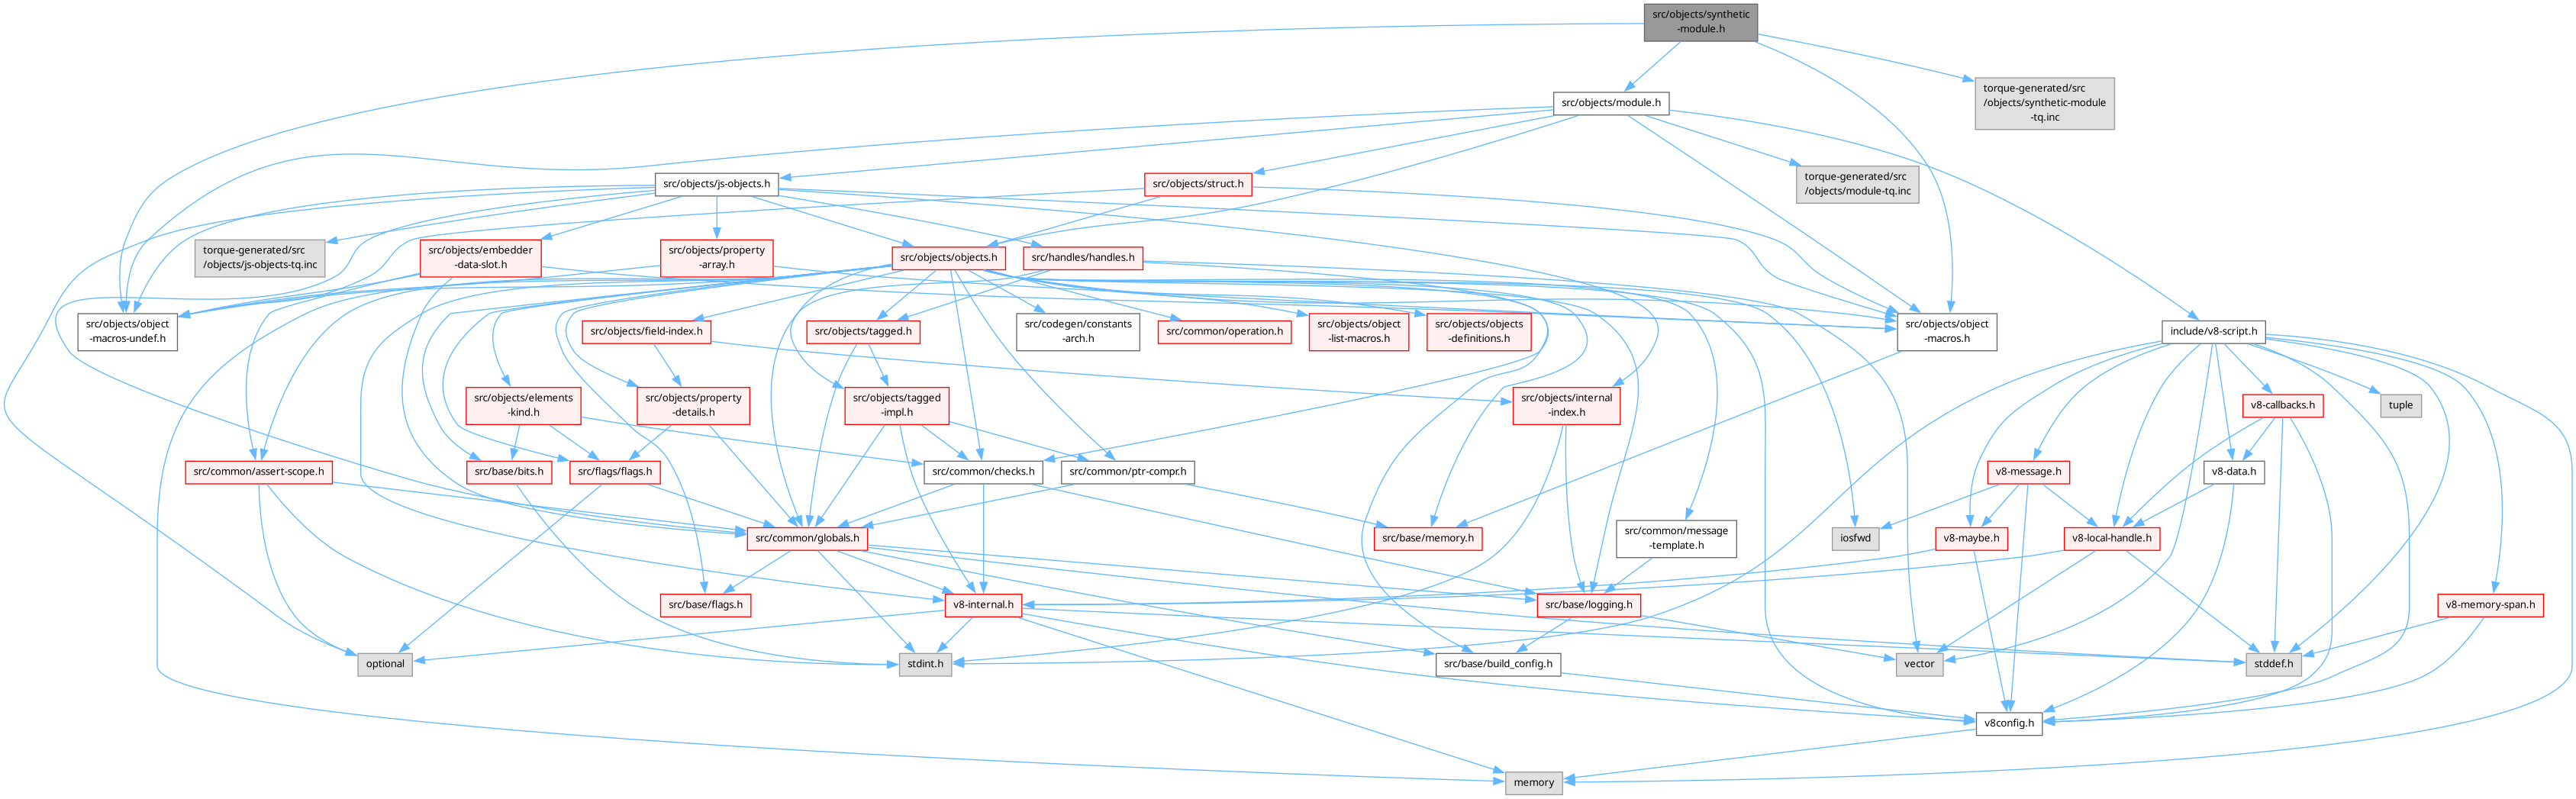 src/objects/synthetic
-module.h
torque-generated/src
/objects/synthetic-module
-tq.inc
src/objects/module.h
src/objects/js-objects.h
src/objects/struct.h
torque-generated/src
/objects/module-tq.inc
torque-generated/src
/objects/js-objects-tq.inc
src/objects/embedder
-data-slot.h
src/objects/property
-array.h
src/objects/objects.h
src/handles/handles.h
src/objects/object
-macros-undef.h
src/objects/field-index.h
src/objects/tagged.h
src/codegen/constants
-arch.h
src/common/operation.h
src/objects/object
-list-macros.h
src/objects/objects
-definitions.h
src/objects/object
-macros.h
include/v8-script.h
src/objects/elements
-kind.h
src/objects/property
-details.h
src/objects/tagged
-impl.h
src/objects/internal
-index.h
v8-callbacks.h
tuple
src/common/assert-scope.h
src/base/bits.h
src/flags/flags.h
src/common/checks.h
src/common/ptr-compr.h
v8-message.h
v8-data.h
src/common/globals.h
src/base/memory.h
src/common/message
-template.h
iosfwd
v8-maybe.h
v8-local-handle.h
src/base/flags.h
v8-internal.h
src/base/logging.h
v8-memory-span.h
optional
stdint.h
src/base/build_config.h
vector
stddef.h
v8config.h
memory